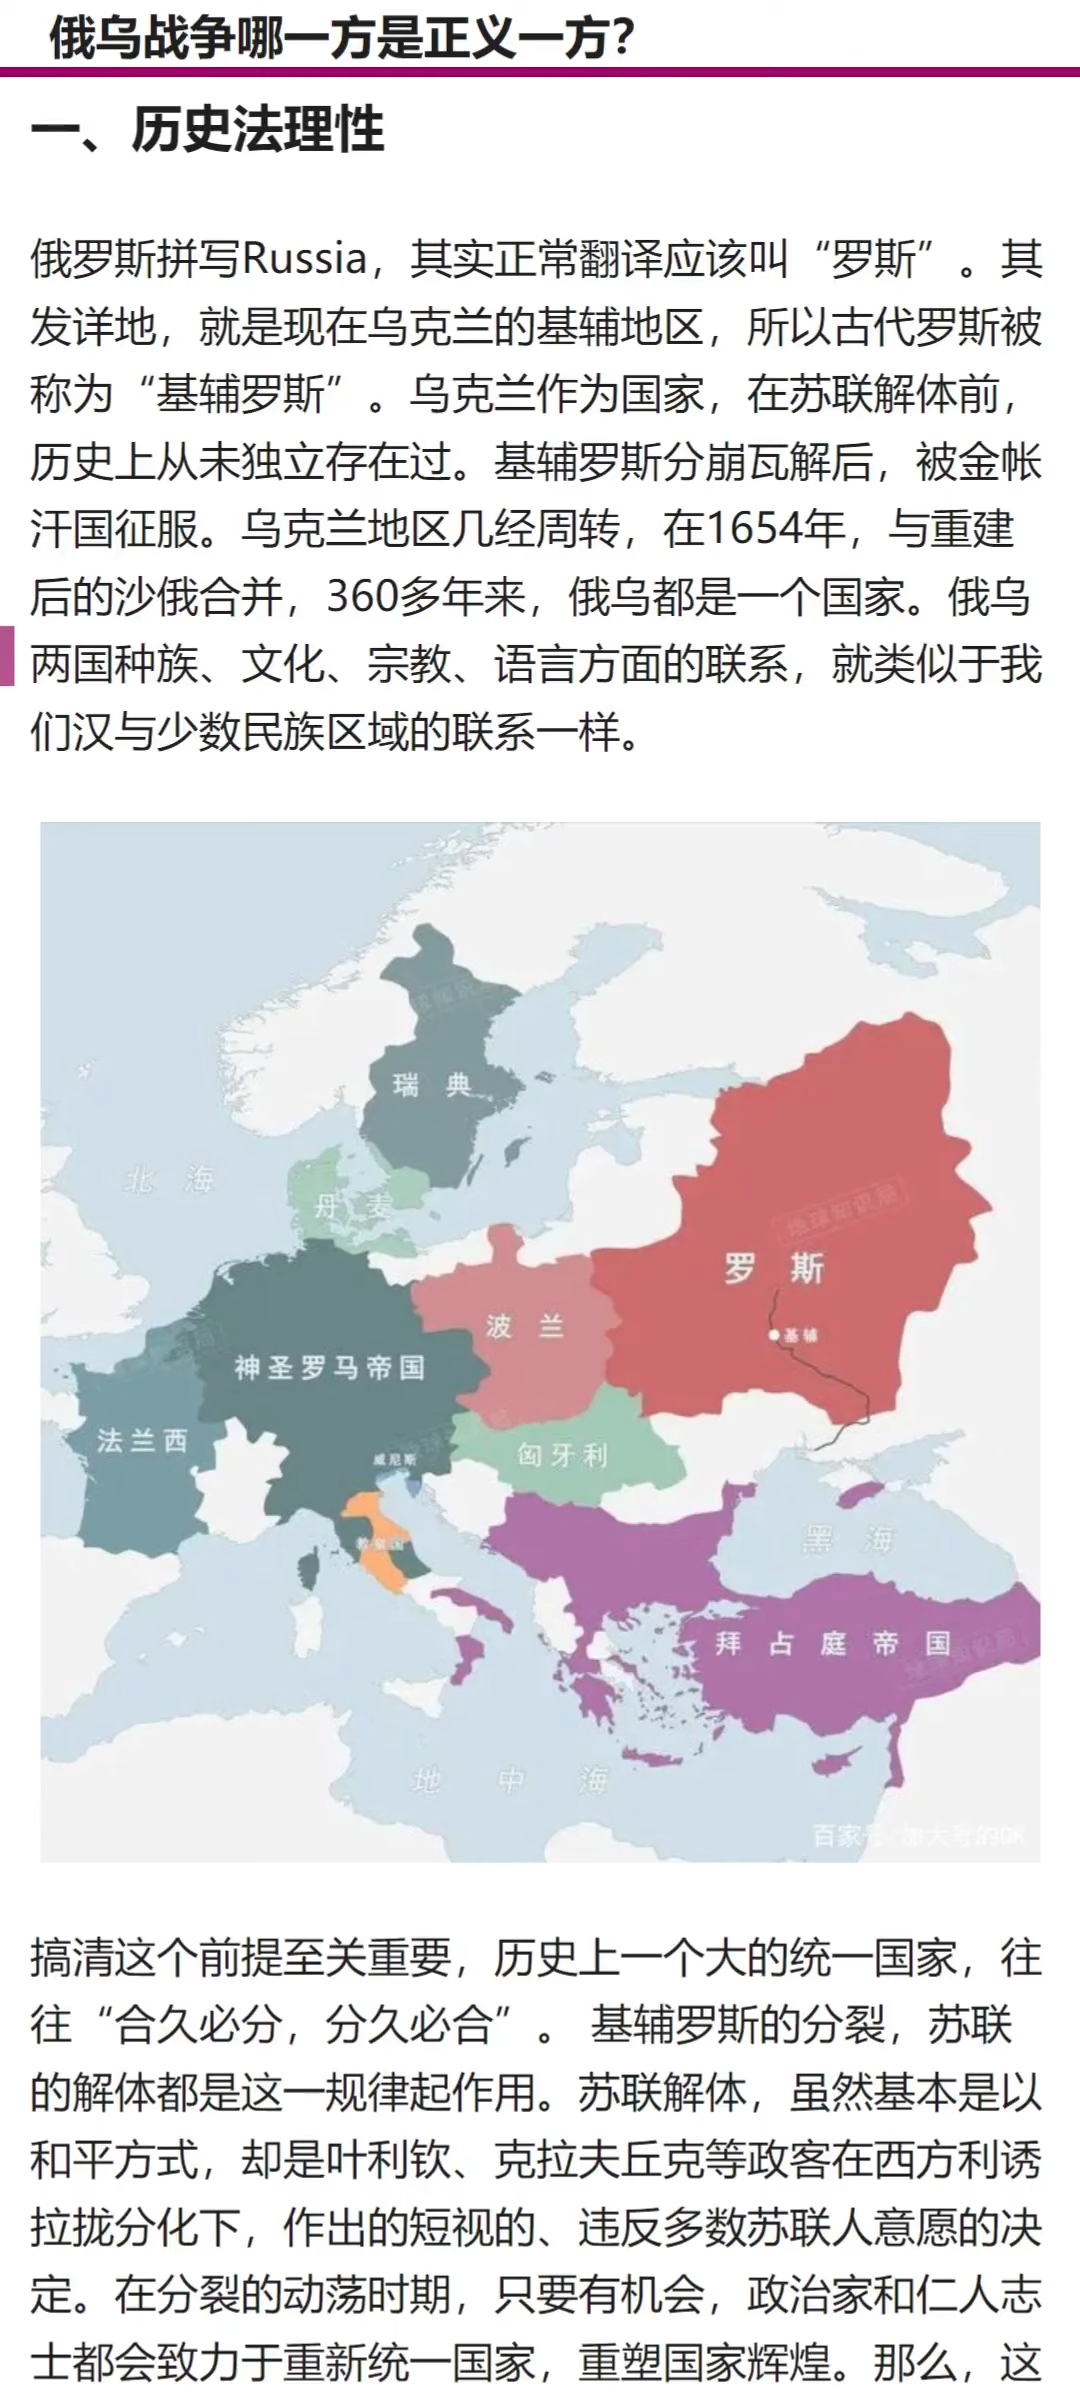 俄乌战争哪一方是正义一方？
一、历史法理性
俄罗斯拼写Russia，其实正常翻译应该叫“罗斯”。其
发详地，就是现在乌克兰的基辅地区，所以古代罗斯被
称为“基辅罗斯”。乌克兰作为国家，在苏联解体前，
历史上从未独立存在过。基辅罗斯分崩瓦解后，被金帐
汗国征服。乌克兰地区几经周转，在1654年，与重建
后的沙俄合并，360多年来，俄乌都是一个国家。俄乌
两国种族、文化、宗教、语言方面的联系，就类似于我
们汉与少数民族区域的联系一样。
瑞典
北海
丹麦
地球知识局
罗斯
波兰
基辅
神圣罗马帝国
法兰西
匈牙利
威尼斯
教皇国
黑海
拜占庭帝国
地中海
百家号
搞清这个前提至关重要，历史上一个大的统一国家，往
往“合久必分，分久必合”。 基辅罗斯的分裂，苏联
的解体都是这一规律起作用。苏联解体，虽然基本是以
和平方式，却是叶利钦、克拉夫丘克等政客在西方利诱
拉拢分化下，作出的短视的、违反多数苏联人意愿的决
定。在分裂的动荡时期，只要有机会，政治家和仁人志
士都会致力于重新统一国家，重塑国家辉煌。那么，这